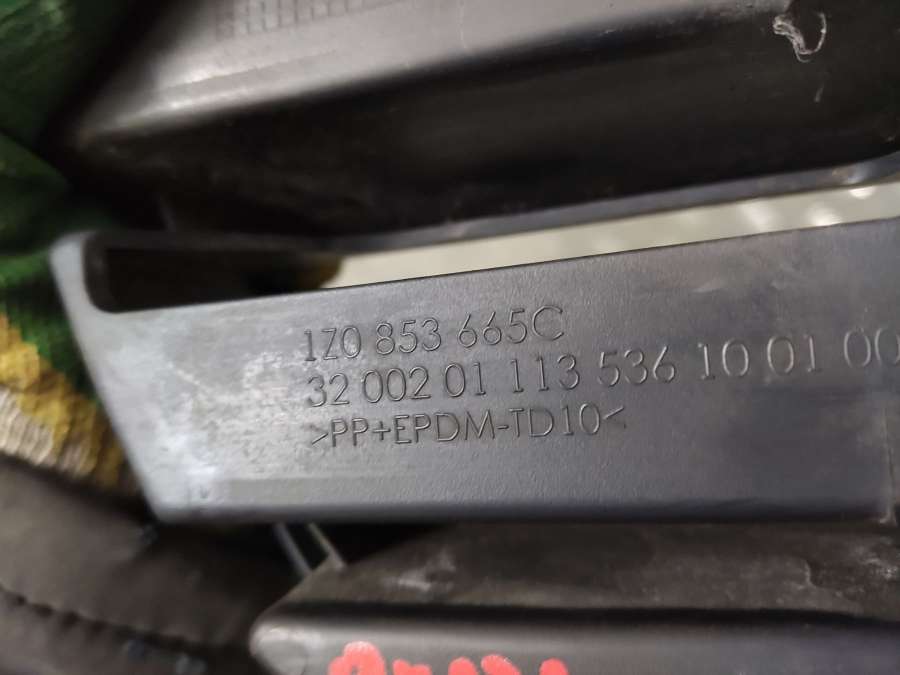 1Z0 853 665C
32 002 01 113 536 10 01 00
>PP+EPDM-TD10<